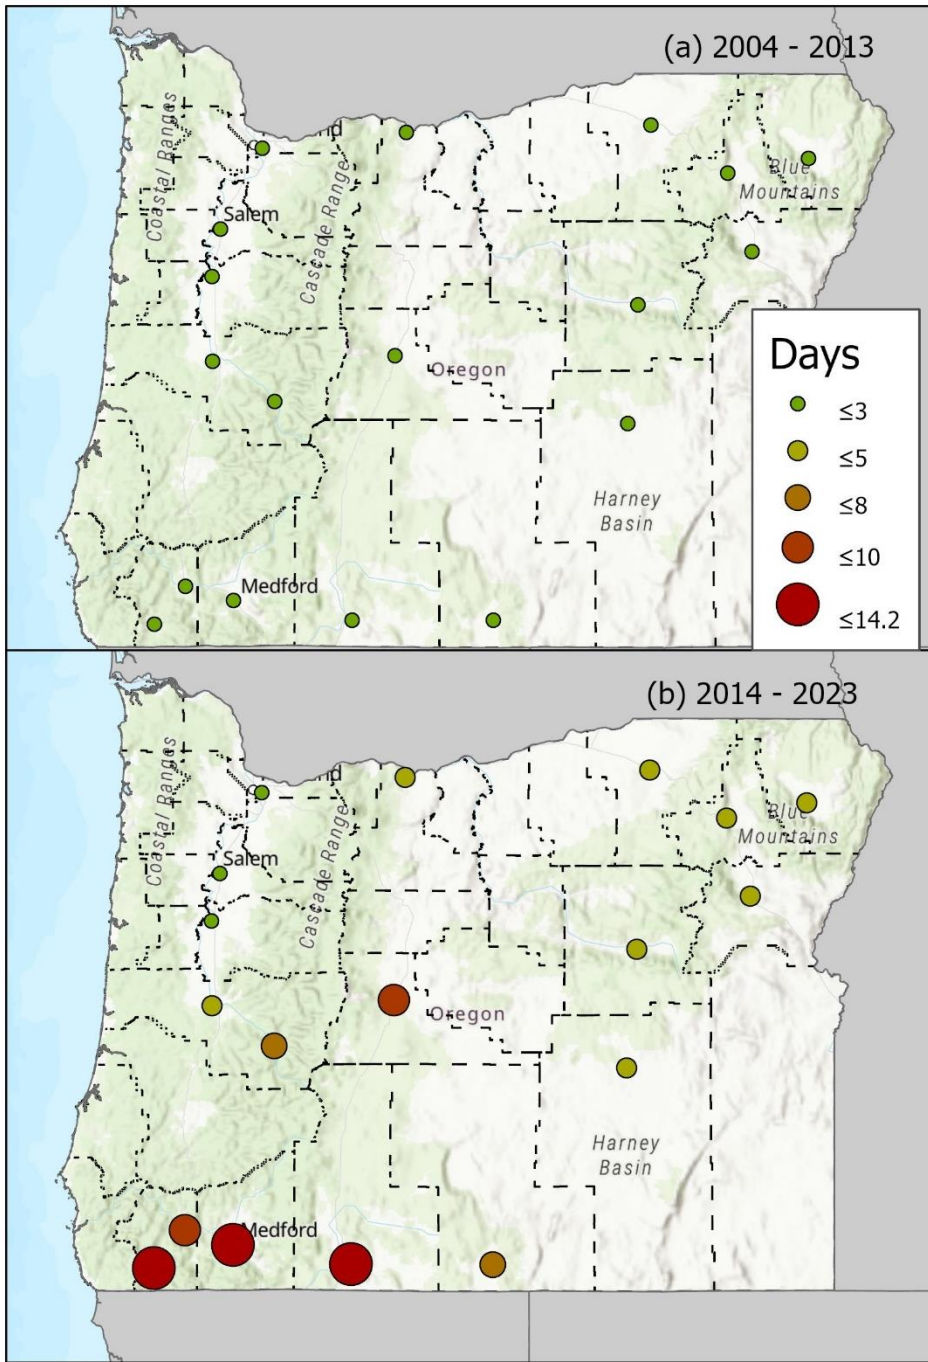 (a) 2004 - 2013
Coastal Ranges
Salem
Cascade Range
Blue
Mountains
Oregon
Harney
Basin
Medford
Days
≤3
≤5
≤8
≤10
≤14.2
(b) 2014 - 2023
Coastal Ranges
Salem
Cascade Range
Blue
Mountains
Oregon
Harney
Basin
Medford